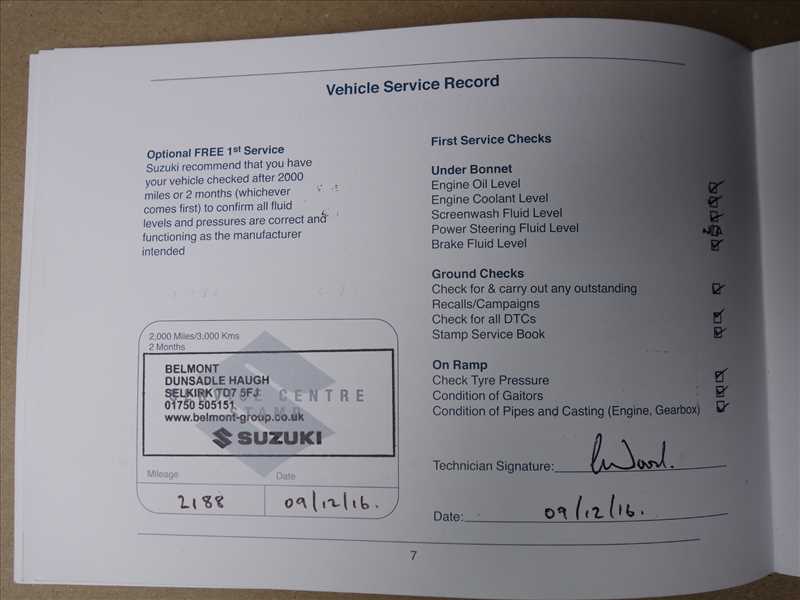 Vehicle Service Record
Optional FREE 1st Service
Suzuki recommend that you have
your vehicle checked after 2000
miles or 2 months (whichever
comes first) to confirm all fluid
levels and pressures are correct and
functioning as the manufacturer
intended
2,000 Miles/3,000 Kms
2 Months
BELMONT
DUNSADLE HAUGH
SELKIRK TD7 5FJ
SERVICE CENTRE
01750 505151
STAMP
www.belmont-group.co.uk
SUZUKI
Mileage Date
2188 09/12/16.
First Service Checks
Under Bonnet
Engine Oil Level
Engine Coolant Level
Screenwash Fluid Level
Power Steering Fluid Level
Brake Fluid Level
Ground Checks
Check for & carry out any outstanding
Recalls/Campaigns
Check for all DTCs
Stamp Service Book
On Ramp
Check Tyre Pressure
Condition of Gaitors
Condition of Pipes and Casting (Engine, Gearbox)
Technician Signature:
Date: 09/12/16.
7